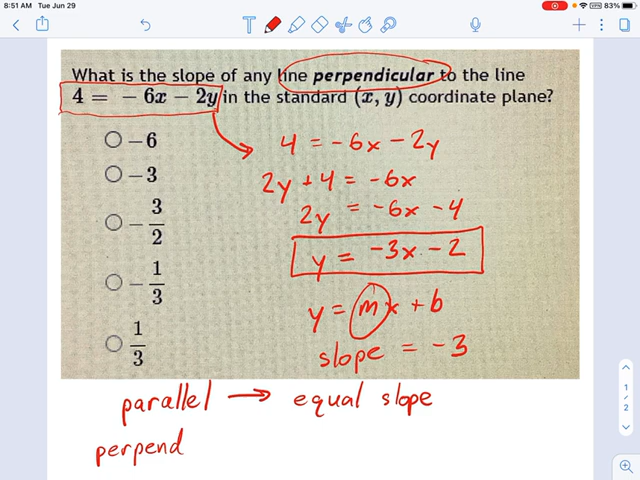 8:51 AM Tue Jun 29
VPN 83%
T
What is the slope of any line perpendicular to the line
4 = −6x − 2y in the standard (x, y) coordinate plane?
−6
−3
−3/2
−1/3
1/3
4 = -6x - 2y
2y + 4 = -6x
2y = -6x - 4
y = -3x - 2
y = mx + b
slope = -3
parallel → equal slope
perpend
1
/
2